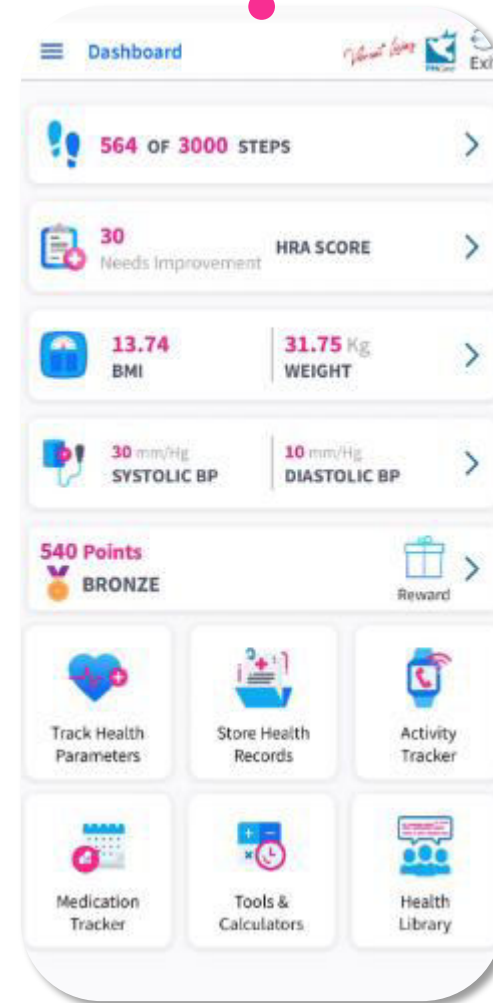 Dashboard
Exi
564 OF 3000 STEPS
30
Needs Improvement
HRA SCORE
13.74
BMI
31.75 Kg
WEIGHT
30 mm/Hg
SYSTOLIC BP
10 mm/Hg
DIASTOLIC BP
540 Points
BRONZE
Reward
Track Health
Parameters
Store Health
Records
Activity
Tracker
Medication
Tracker
Tools &
Calculators
Health
Library